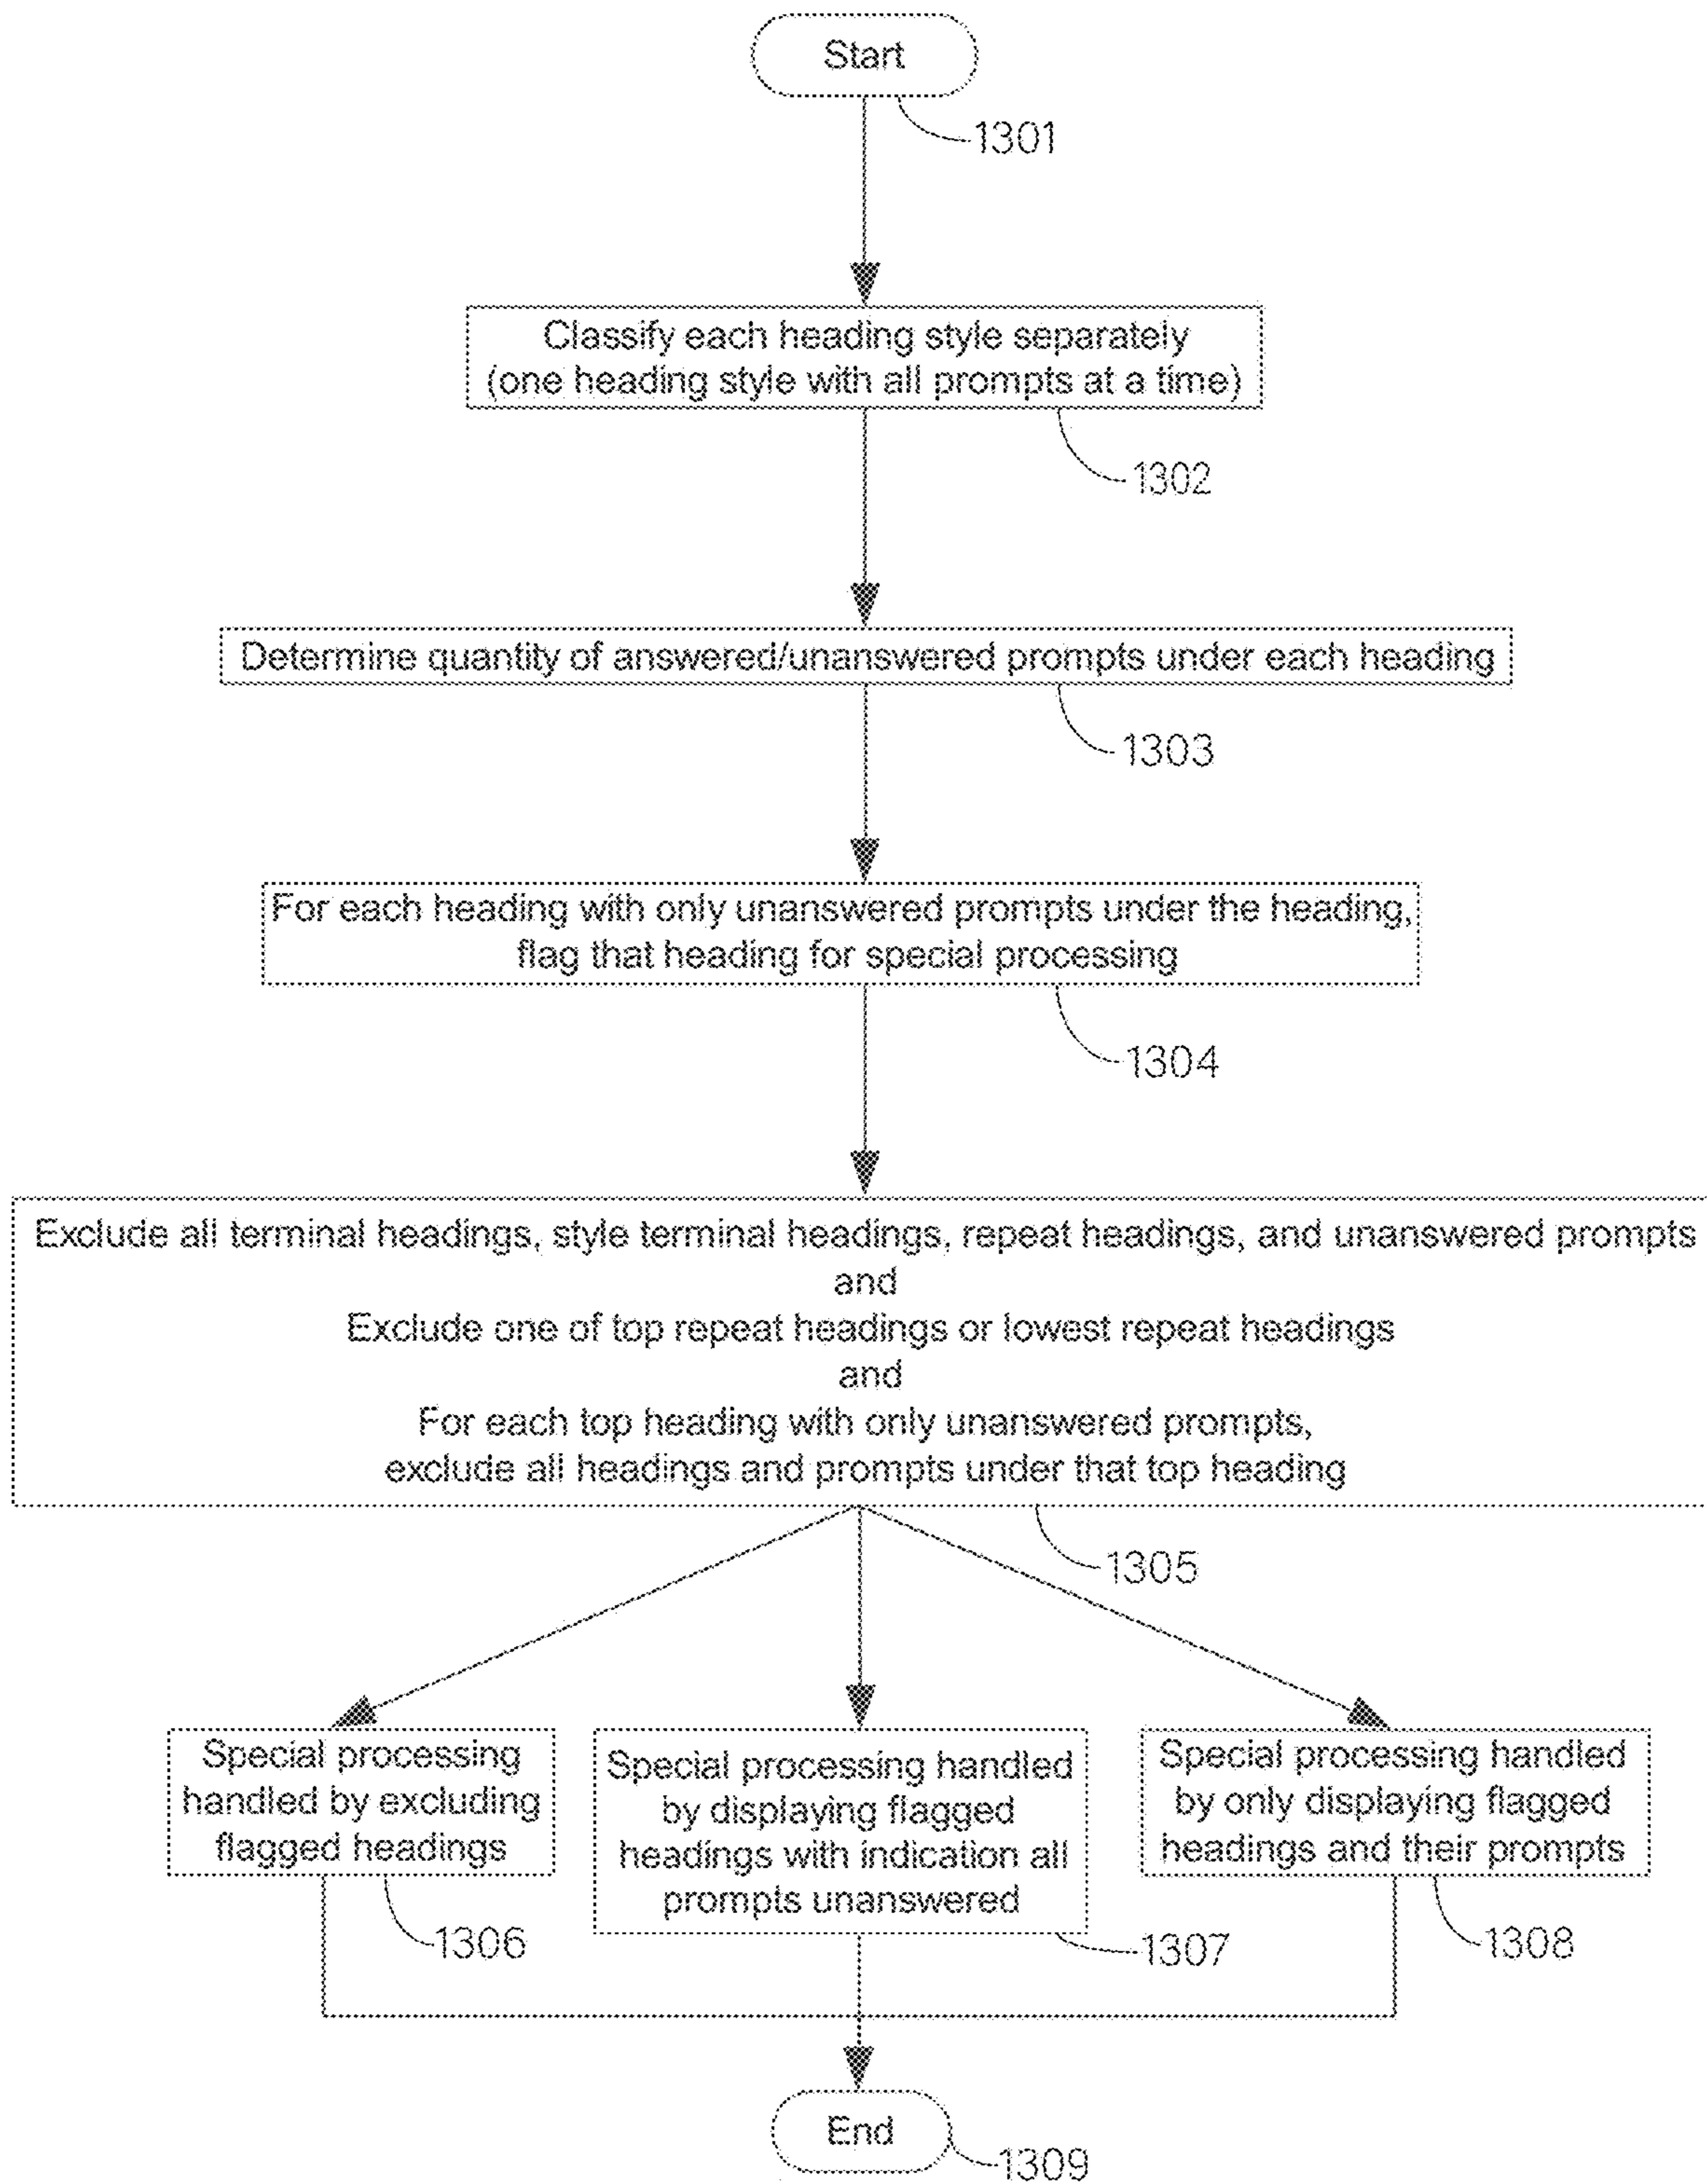 Start
1301
Classify each heading style separately
(one heading style with all prompts at a time)
1302
Determine quantity of answered/unanswered prompts under each heading
1303
For each heading with only unanswered prompts under the heading,
flag that heading for special processing
1304
Exclude all terminal headings, style terminal headings, repeat headings, and unanswered prompts
and
Exclude one of top repeat headings or lowest repeat headings
and
For each top heading with only unanswered prompts,
exclude all headings and prompts under that top heading
1305
Special processing
handled by excluding
flagged headings
1306
Special processing handled
by displaying flagged
headings with indication all
prompts unanswered
1307
Special processing handled
by only displaying flagged
headings and their prompts
1308
End
1309